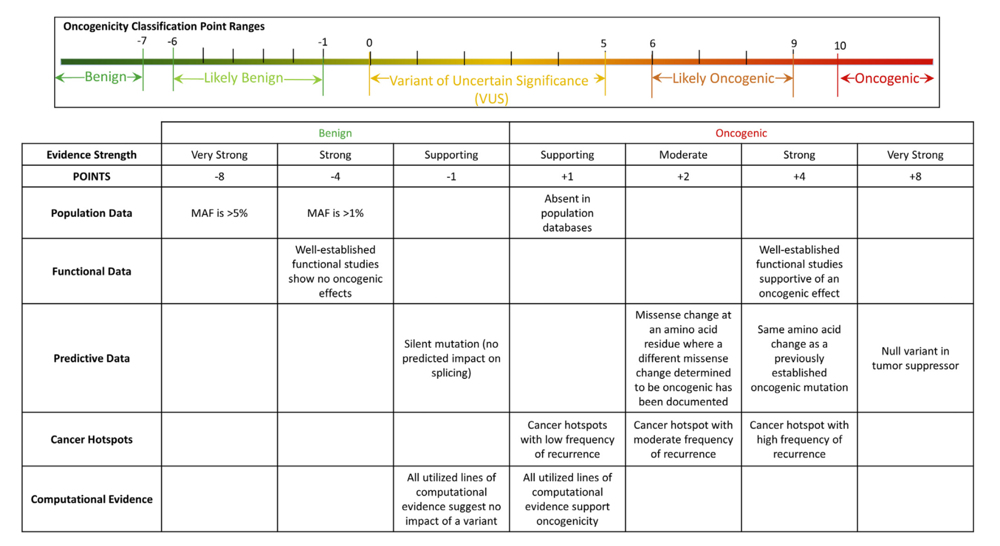 Oncogenicity Classification Point Ranges
-7 -6 -1 0 5 6 9 10
Benign Likely Benign Variant of Uncertain Significance Likely Oncogenic Oncogenic
(VUS)
Benign Oncogenic
Evidence Strength Very Strong Strong Supporting Supporting Moderate Strong Very Strong
POINTS -8 -4 -1 +1 +2 +4 +8
Population Data
MAF is >5%
MAF is >1%
Absent in
population
databases
Functional Data
Well-established
functional studies
show no oncogenic
effects
Well-established
functional studies
supportive of an
oncogenic effect
Predictive Data
Silent mutation (no
predicted impact on
splicing)
Missense change at
an amino acid
residue where a
different missense
change determined
to be oncogenic has
been documented
Same amino acid
change as a
previously
established
oncogenic mutation
Null variant in
tumor suppressor
Cancer Hotspots
Cancer hotspots
with low frequency
of recurrence
Cancer hotspot with
moderate frequency
of recurrence
Cancer hotspot with
high frequency of
recurrence
Computational Evidence
All utilized lines of
computational
evidence suggest no
impact of a variant
All utilized lines of
computational
evidence support
oncogenicity